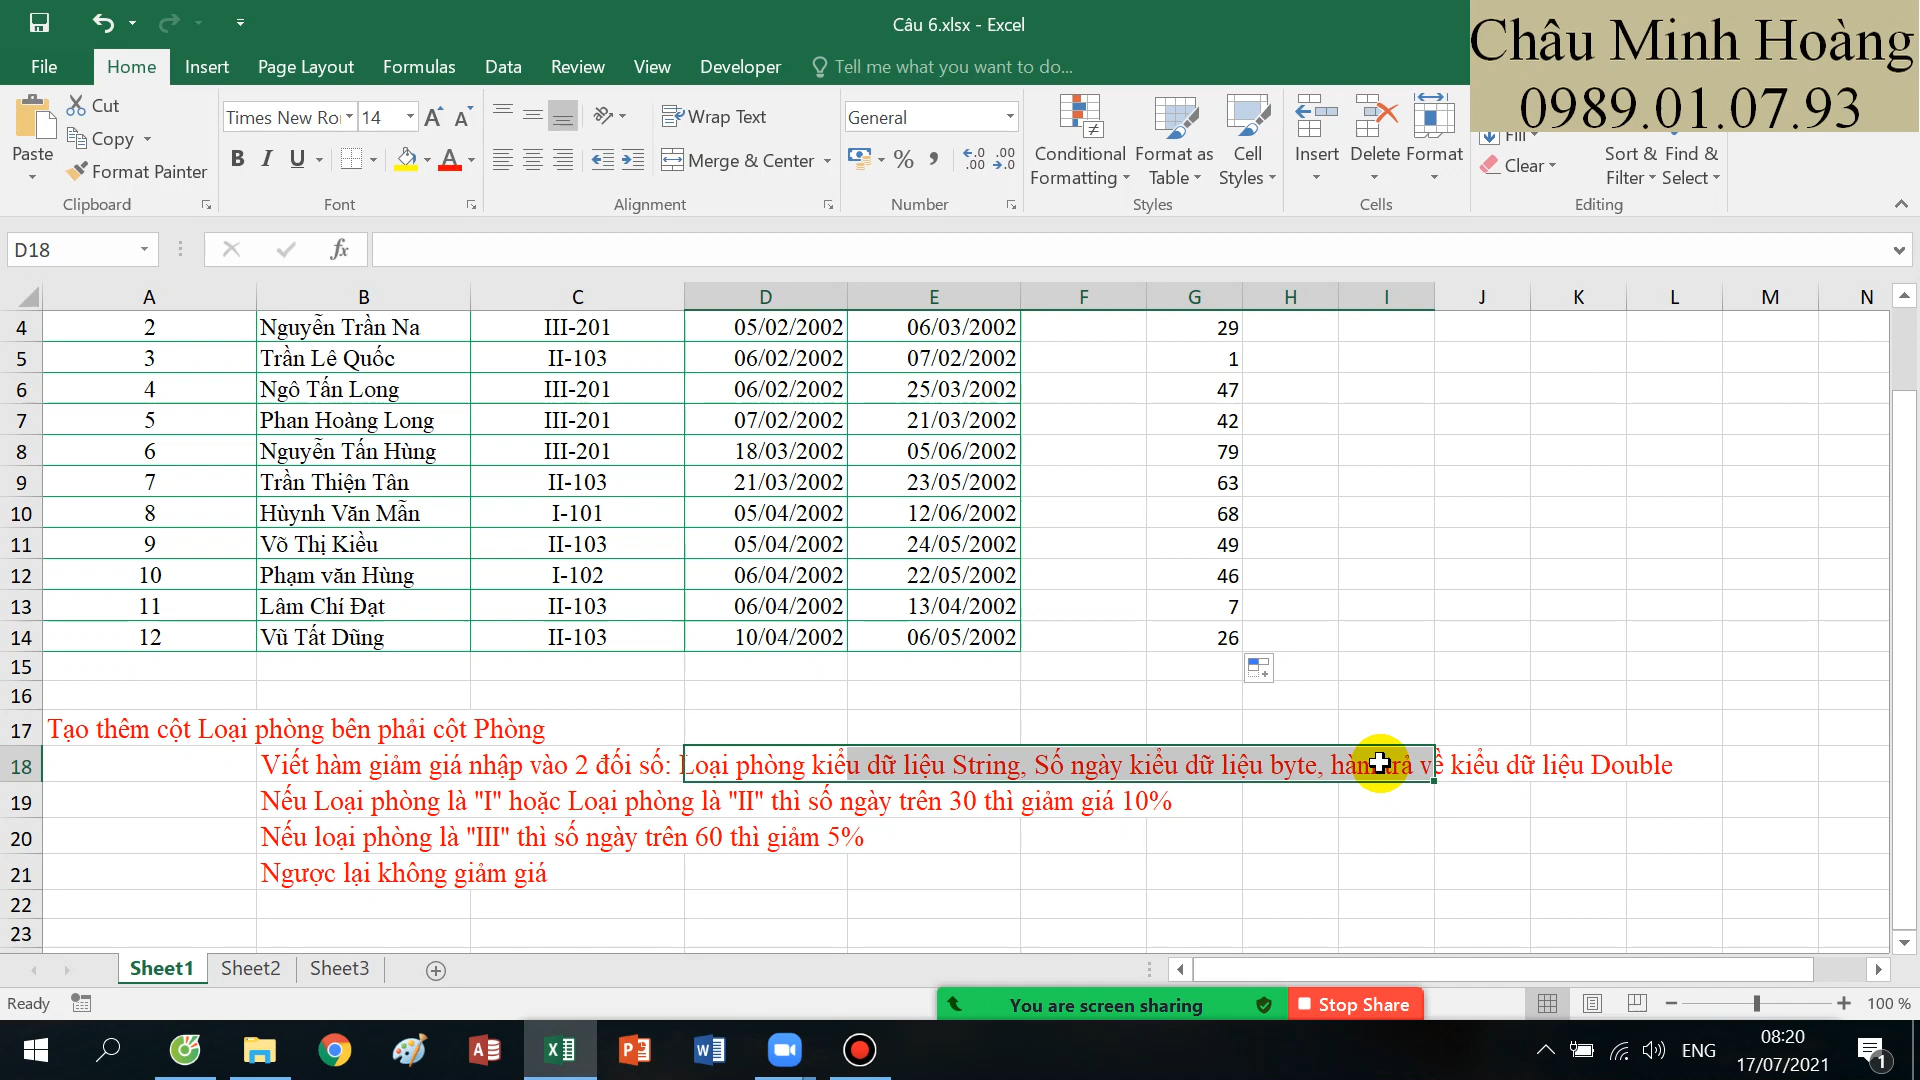 Câu 6.xlsx - Excel
Châu Minh Hoàng
0989.01.07.93
File Home Insert Page Layout Formulas Data Review View Developer Tell me what you want to do...
Paste
Cut
Copy
Format Painter
Clipboard
Times New Ro
14
B I U
Font
Wrap Text
Merge & Center
Alignment
General
Number
Conditional Formatting
Format as Table
Cell Styles
Styles
Insert
Delete
Format
Cells
Fill
Clear
Sort & Filter
Find & Select
Editing
D18
fx
A B C D E F G H I J K L M N
4 2 Nguyễn Trần Na III-201 05/02/2002 06/03/2002 29
5 3 Trần Lê Quốc II-103 06/02/2002 07/02/2002 1
6 4 Ngô Tấn Long III-201 06/02/2002 25/03/2002 47
7 5 Phan Hoàng Long III-201 07/02/2002 21/03/2002 42
8 6 Nguyễn Tấn Hùng III-201 18/03/2002 05/06/2002 79
9 7 Trần Thiện Tân II-103 21/03/2002 23/05/2002 63
10 8 Hùynh Văn Mẫn I-101 05/04/2002 12/06/2002 68
11 9 Võ Thị Kiều II-103 05/04/2002 24/05/2002 49
12 10 Phạm văn Hùng I-102 06/04/2002 22/05/2002 46
13 11 Lâm Chí Đạt II-103 06/04/2002 13/04/2002 7
14 12 Vũ Tất Dũng II-103 10/04/2002 06/05/2002 26
15
16
17 Tạo thêm cột Loại phòng bên phải cột Phòng
18 Viết hàm giảm giá nhập vào 2 đối số: Loại phòng kiểu dữ liệu String, Số ngày kiểu dữ liệu byte, hàm trả về kiểu dữ liệu Double
19 Nếu Loại phòng là "I" hoặc Loại phòng là "II" thì số ngày trên 30 thì giảm giá 10%
20 Nếu loại phòng là "III" thì số ngày trên 60 thì giảm 5%
21 Ngược lại không giảm giá
22
23
Sheet1 Sheet2 Sheet3
Ready
You are screen sharing
Stop Share
100 %
ENG
08:20
17/07/2021
1